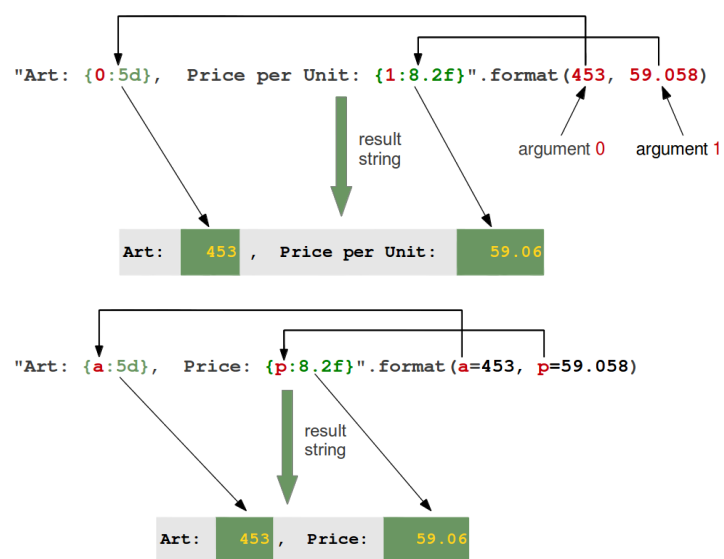 "Art: {0:5d}, Price per Unit: {1:8.2f}".format(453, 59.058)
argument 0 argument 1
result
string
Art: 453, Price per Unit: 59.06
"Art: {a:5d}, Price: {p:8.2f}".format(a=453, p=59.058)
result
string
Art: 453, Price: 59.06